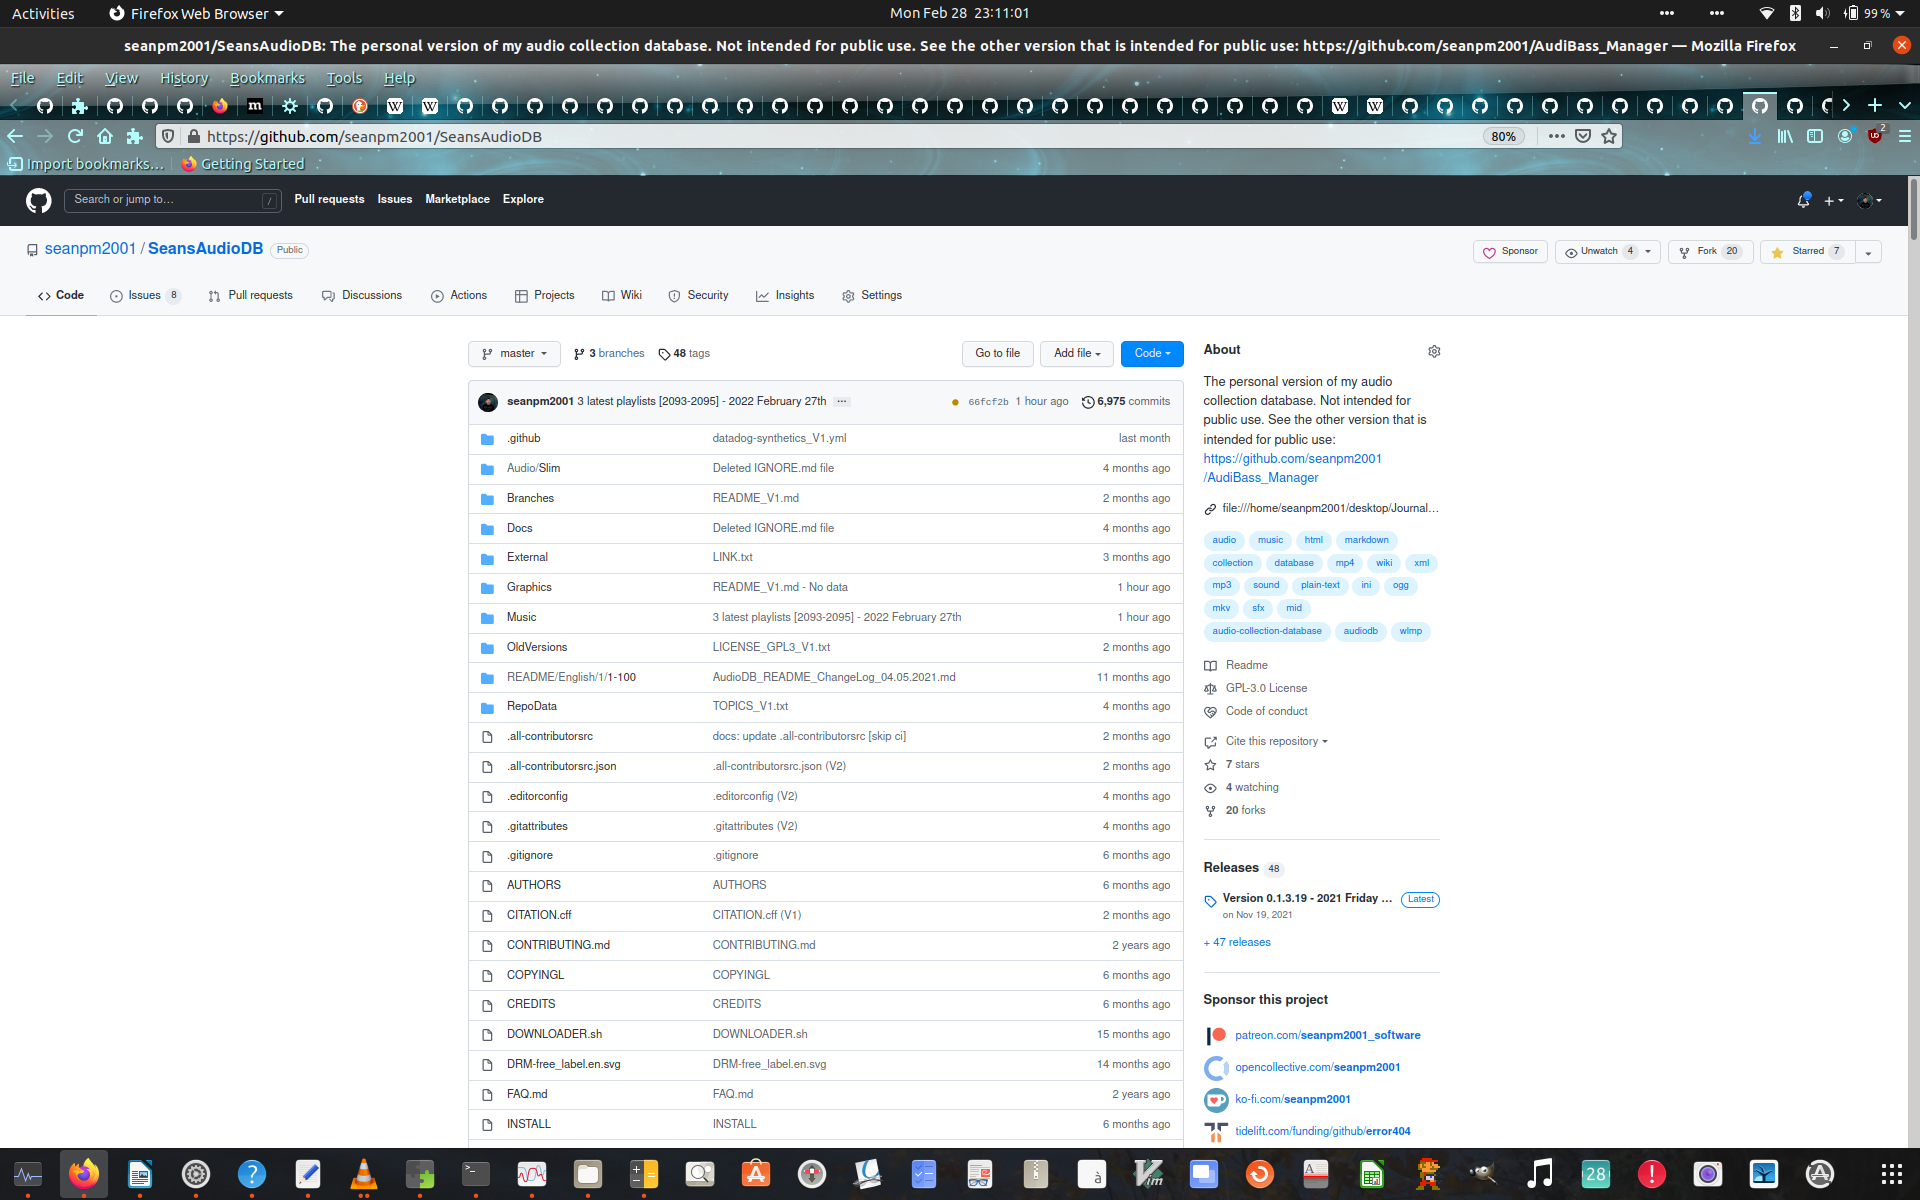 Activities
Firefox Web Browser
Mon Feb 28 23:11:01
99 %
seanpm2001/SeansAudioDB: The personal version of my audio collection database. Not intended for public use. See the other version that is intended for public use: https://github.com/seanpm2001/AudiBass_Manager — Mozilla Firefox
File Edit View History Bookmarks Tools Help
https://github.com/seanpm2001/SeansAudioDB
80%
2
Import bookmarks…
Getting Started
Search or jump to…
/
Pull requests Issues Marketplace Explore
seanpm2001 / SeansAudioDB Public
Sponsor
Unwatch 4
Fork 20
Starred 7
Code
Issues 8
Pull requests
Discussions
Actions
Projects
Wiki
Security
Insights
Settings
master
3 branches
48 tags
Go to file
Add file
Code
seanpm2001 3 latest playlists [2093-2095] - 2022 February 27th ... 66fcf2b 1 hour ago 6,975 commits
.github datadog-synthetics_V1.yml last month
Audio/Slim Deleted IGNORE.md file 4 months ago
Branches README_V1.md 2 months ago
Docs Deleted IGNORE.md file 4 months ago
External LINK.txt 3 months ago
Graphics README_V1.md - No data 1 hour ago
Music 3 latest playlists [2093-2095] - 2022 February 27th 1 hour ago
OldVersions LICENSE_GPL3_V1.txt 2 months ago
README/English/1/1-100 AudioDB_README_ChangeLog_04.05.2021.md 11 months ago
RepoData TOPICS_V1.txt 4 months ago
.all-contributorsrc docs: update .all-contributorsrc [skip ci] 2 months ago
.all-contributorsrc.json .all-contributorsrc.json (V2) 2 months ago
.editorconfig .editorconfig (V2) 4 months ago
.gitattributes .gitattributes (V2) 4 months ago
.gitignore .gitignore 6 months ago
AUTHORS AUTHORS 6 months ago
CITATION.cff CITATION.cff (V1) 2 months ago
CONTRIBUTING.md CONTRIBUTING.md 2 years ago
COPYINGL COPYINGL 6 months ago
CREDITS CREDITS 6 months ago
DOWNLOADER.sh DOWNLOADER.sh 15 months ago
DRM-free_label.en.svg DRM-free_label.en.svg 14 months ago
FAQ.md FAQ.md 2 years ago
INSTALL INSTALL 6 months ago
About
The personal version of my audio
collection database. Not intended for
public use. See the other version that is
intended for public use:
https://github.com/seanpm2001
/AudiBass_Manager
file:///home/seanpm2001/desktop/Journal…
audio music html markdown
collection database mp4 wiki xml
mp3 sound plain-text ini ogg
mkv sfx mid
audio-collection-database audiodb wlmp
Readme
GPL-3.0 License
Code of conduct
Cite this repository
7 stars
4 watching
20 forks
Releases 48
Version 0.1.3.19 - 2021 Friday ... Latest
on Nov 19, 2021
+ 47 releases
Sponsor this project
patreon.com/seanpm2001_software
opencollective.com/seanpm2001
ko-fi.com/seanpm2001
tidelift.com/funding/github/error404
28